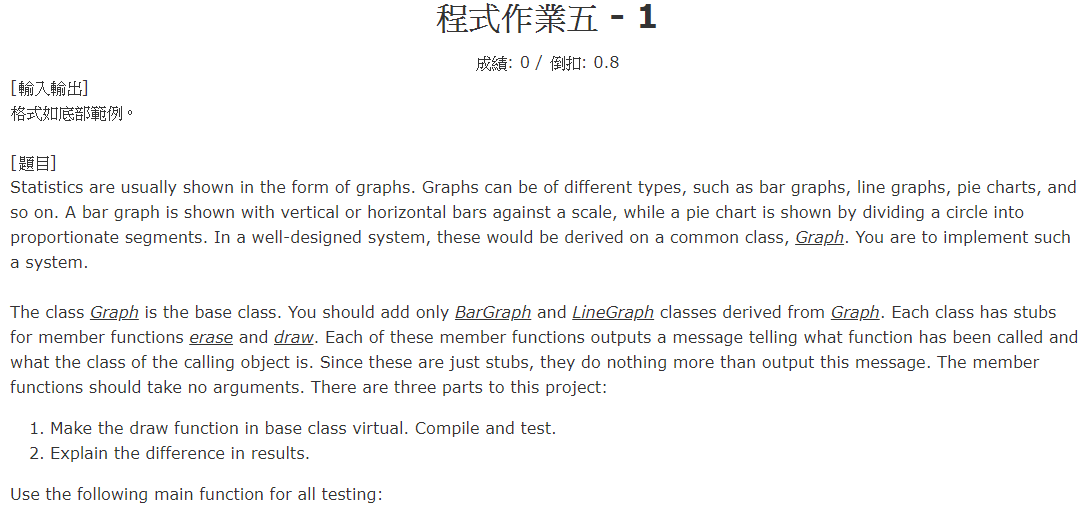 程式作業五 - 1
成績: 0 / 倒扣: 0.8
[輸入輸出]
格式如底部範例。
[題目]
Statistics are usually shown in the form of graphs. Graphs can be of different types, such as bar graphs, line graphs, pie charts, and
so on. A bar graph is shown with vertical or horizontal bars against a scale, while a pie chart is shown by dividing a circle into
proportionate segments. In a well-designed system, these would be derived on a common class, Graph. You are to implement such
a system.
The class Graph is the base class. You should add only BarGraph and LineGraph classes derived from Graph. Each class has stubs
for member functions erase and draw. Each of these member functions outputs a message telling what function has been called and
what the class of the calling object is. Since these are just stubs, they do nothing more than output this message. The member
functions should take no arguments. There are three parts to this project:
1. Make the draw function in base class virtual. Compile and test.
2. Explain the difference in results.
Use the following main function for all testing: